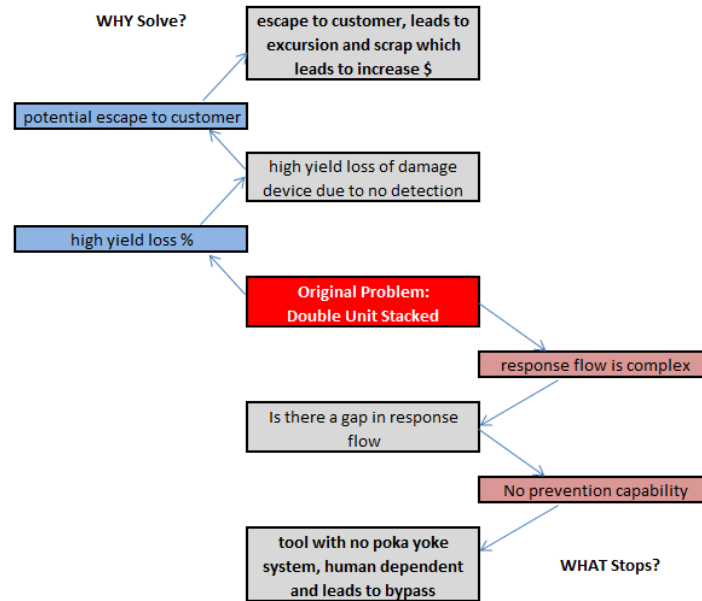 WHY Solve?
escape to customer, leads to
excursion and scrap which
leads to increase $
potential escape to customer
high yield loss of damage
device due to no detection
high yield loss %
Original Problem:
Double Unit Stacked
response flow is complex
Is there a gap in response
flow
No prevention capability
tool with no poka yoke
system, human dependent
and leads to bypass
WHAT Stops?